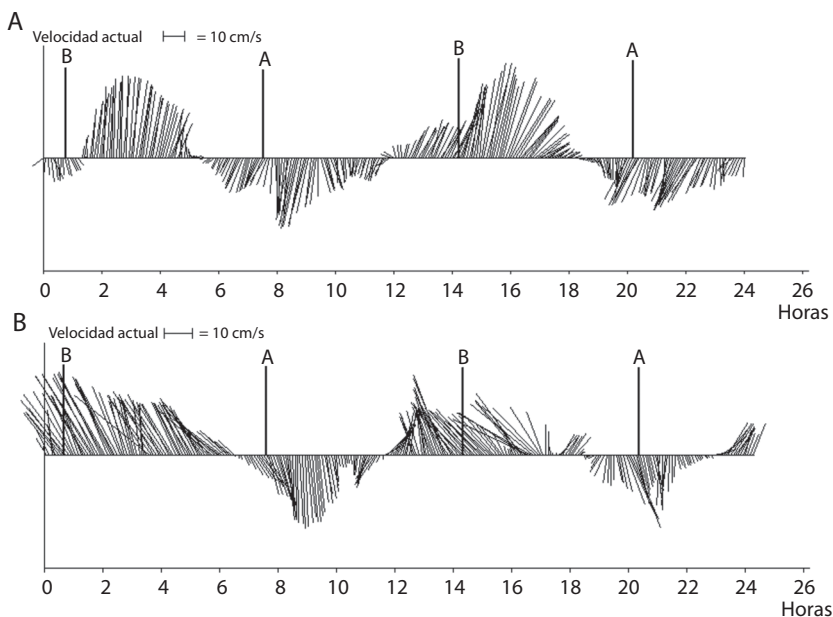 A
Velocidad actual = 10 cm/s
B A B A
0 2 4 6 8 10 12 14 16 18 20 22 24 26
Horas
B
Velocidad actual = 10 cm/s
B A B A
0 2 4 6 8 10 12 14 16 18 20 22 24 26
Horas